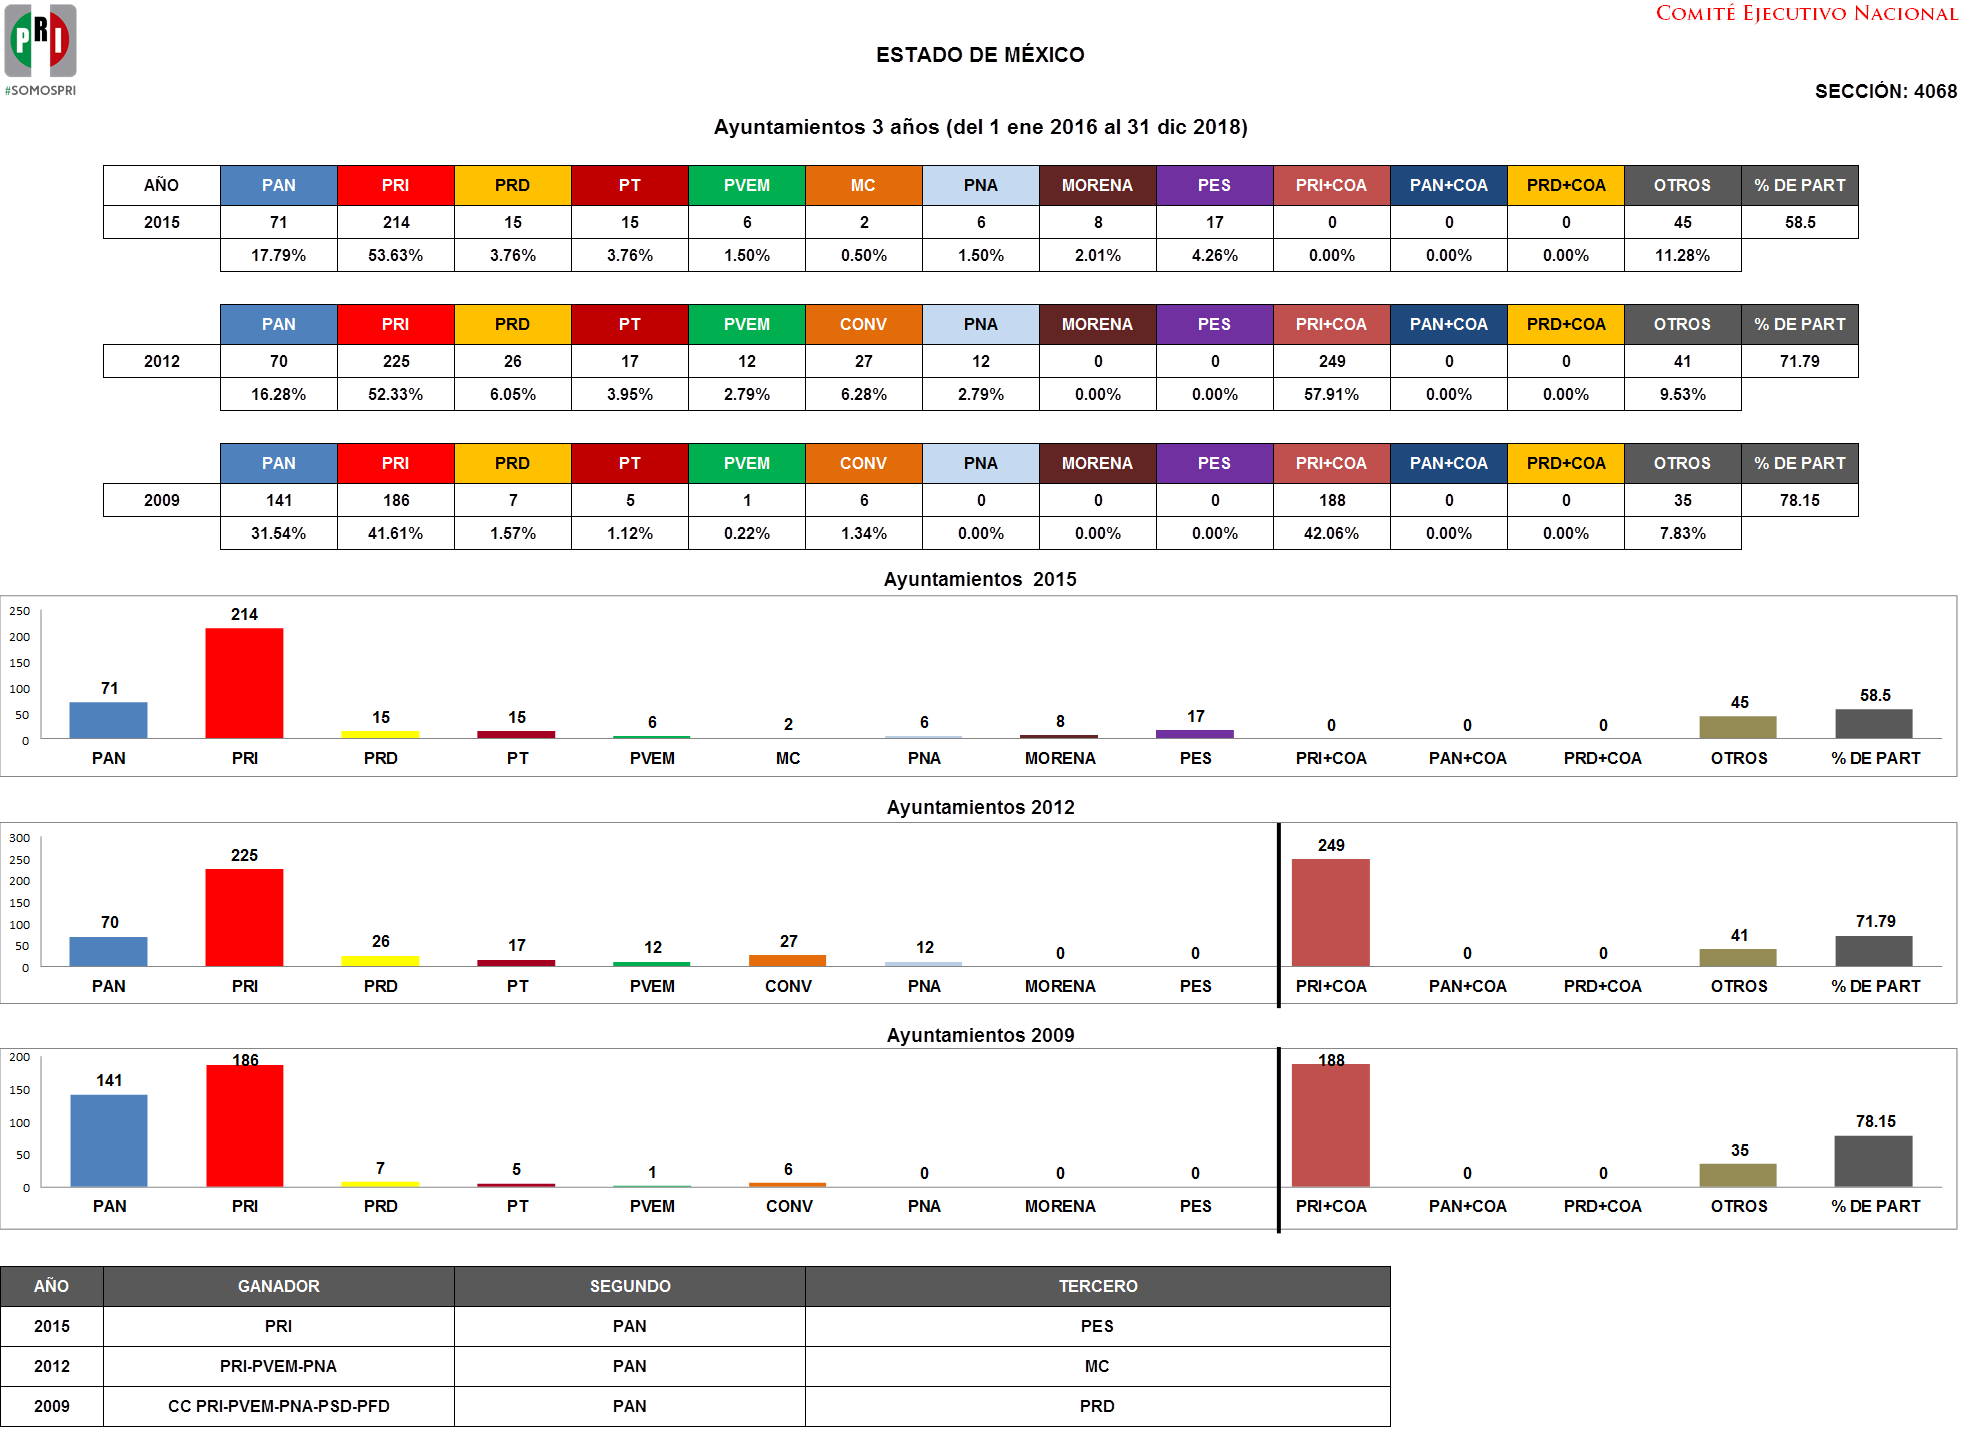 PRI
#SOMOSPRI
COMITÉ EJECUTIVO NACIONAL
ESTADO DE MÉXICO
SECCIÓN: 4068
Ayuntamientos 3 años (del 1 ene 2016 al 31 dic 2018)
AÑO PAN PRI PRD PT PVEM MC PNA MORENA PES PRI+COA PAN+COA PRD+COA OTROS % DE PART
2015 71 214 15 15 6 2 6 8 17 0 0 0 45 58.5
17.79% 53.63% 3.76% 3.76% 1.50% 0.50% 1.50% 2.01% 4.26% 0.00% 0.00% 0.00% 11.28%
PAN PRI PRD PT PVEM CONV PNA MORENA PES PRI+COA PAN+COA PRD+COA OTROS % DE PART
2012 70 225 26 17 12 27 12 0 0 249 0 0 41 71.79
16.28% 52.33% 6.05% 3.95% 2.79% 6.28% 2.79% 0.00% 0.00% 57.91% 0.00% 0.00% 9.53%
PAN PRI PRD PT PVEM CONV PNA MORENA PES PRI+COA PAN+COA PRD+COA OTROS % DE PART
2009 141 186 7 5 1 6 0 0 0 188 0 0 35 78.15
31.54% 41.61% 1.57% 1.12% 0.22% 1.34% 0.00% 0.00% 0.00% 42.06% 0.00% 0.00% 7.83%
Ayuntamientos 2015
250
200
150
100
50
0
71 214 15 15 6 2 6 8 17 0 0 0 45 58.5
PAN PRI PRD PT PVEM MC PNA MORENA PES PRI+COA PAN+COA PRD+COA OTROS % DE PART
Ayuntamientos 2012
300
250
200
150
100
50
0
70 225 26 17 12 27 12 0 0 249 0 0 41 71.79
PAN PRI PRD PT PVEM CONV PNA MORENA PES PRI+COA PAN+COA PRD+COA OTROS % DE PART
Ayuntamientos 2009
200
150
100
50
0
141 186 7 5 1 6 0 0 0 188 0 0 35 78.15
PAN PRI PRD PT PVEM CONV PNA MORENA PES PRI+COA PAN+COA PRD+COA OTROS % DE PART
AÑO GANADOR SEGUNDO TERCERO
2015 PRI PAN PES
2012 PRI-PVEM-PNA PAN MC
2009 CC PRI-PVEM-PNA-PSD-PFD PAN PRD